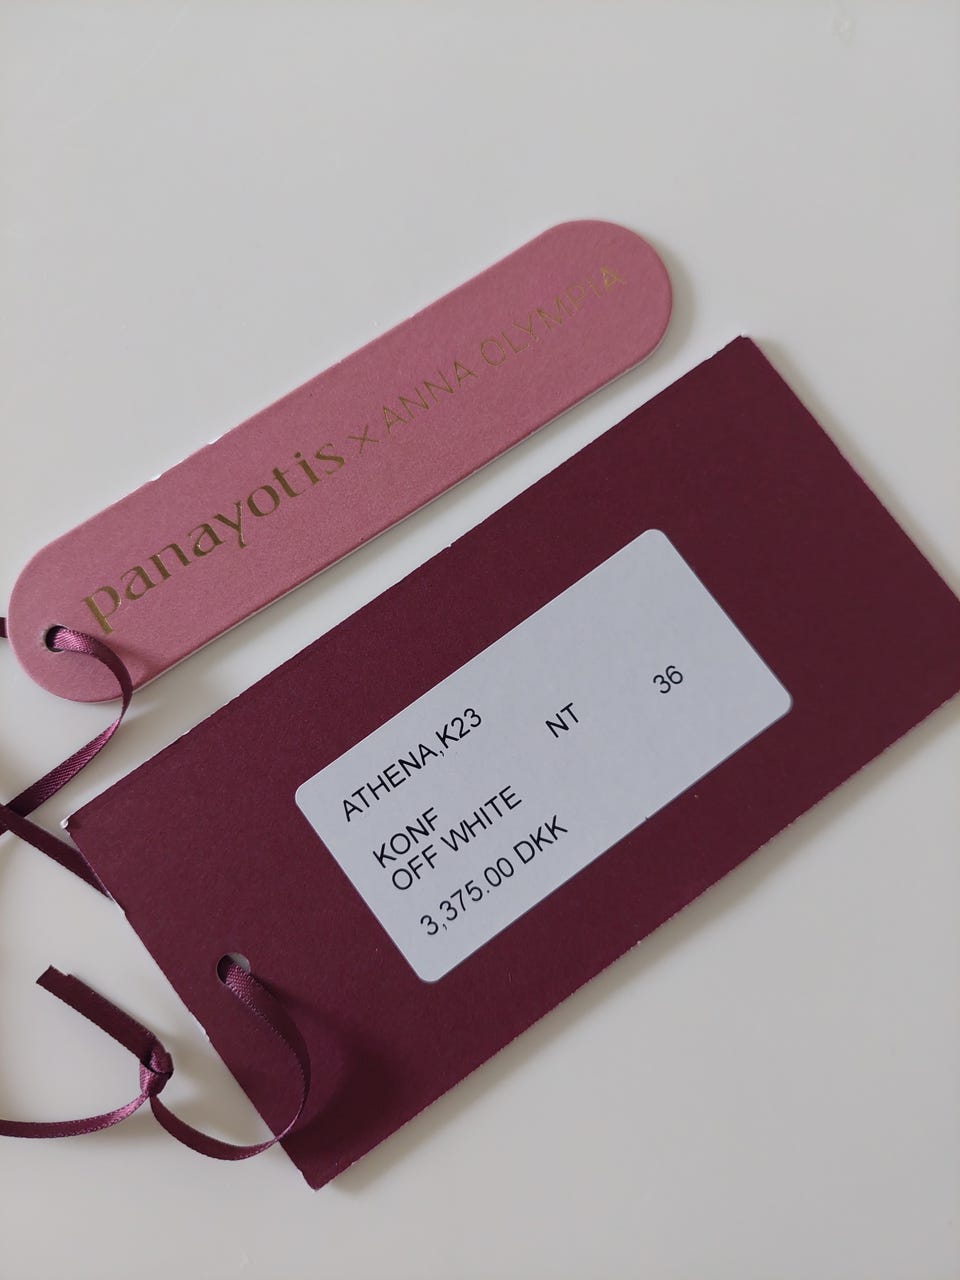 panayotis x ANNA OLYMPIA
ATHENA,K23 NT 36
KONF
OFF WHITE
3,375.00 DKK